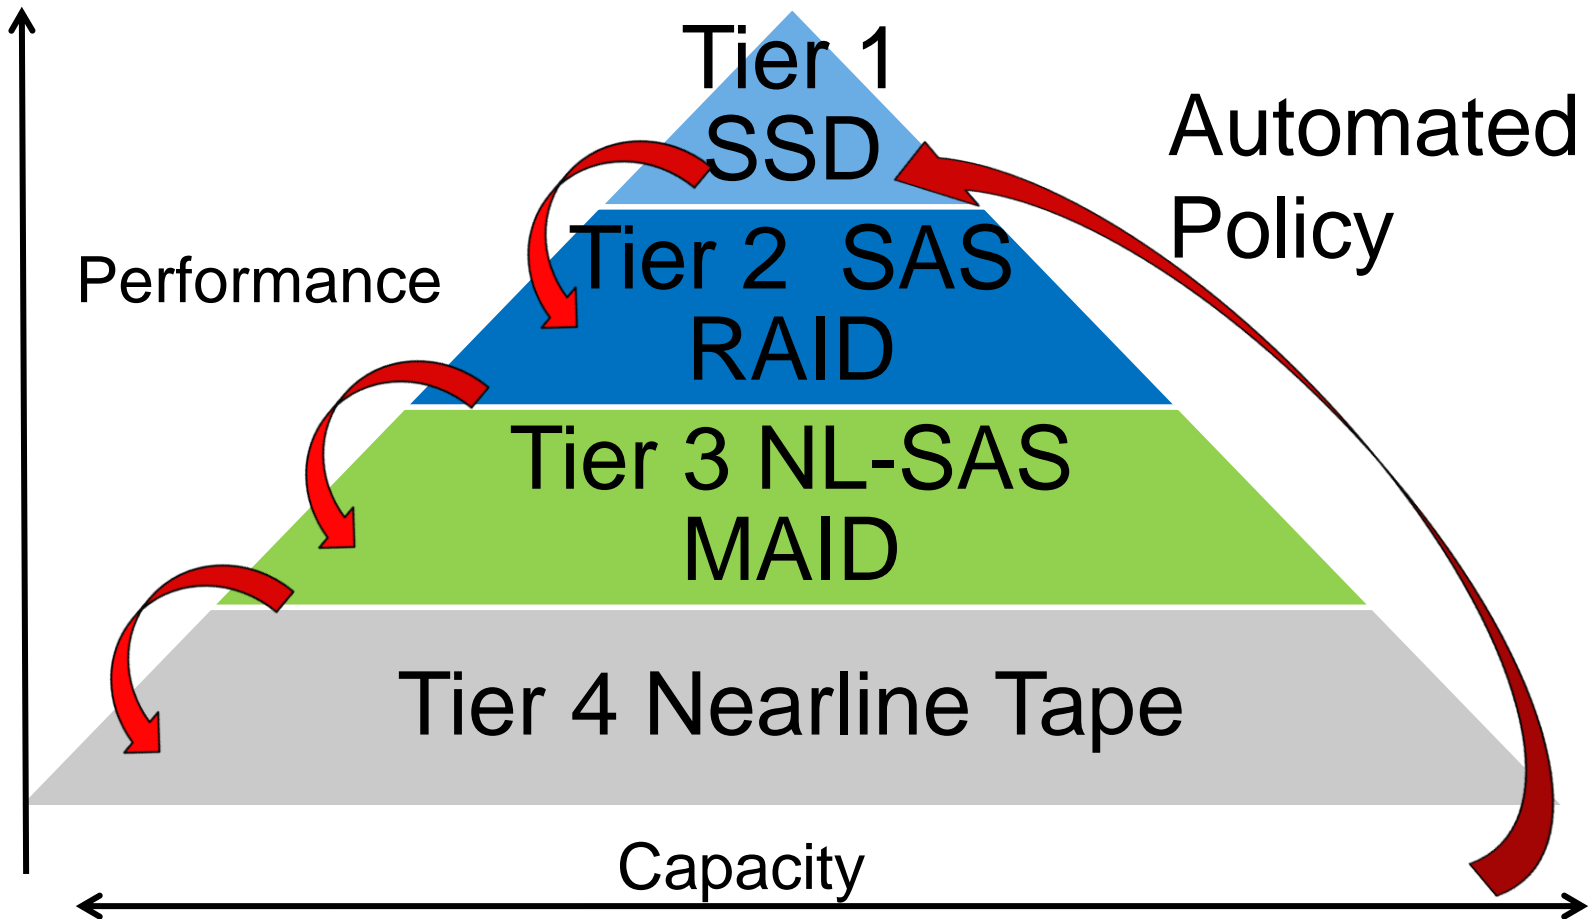 Tier 1
SSD
Automated
Policy
Performance
Tier 2  SAS
RAID
Tier 3 NL-SAS
MAID
Tier 4 Nearline Tape
Capacity